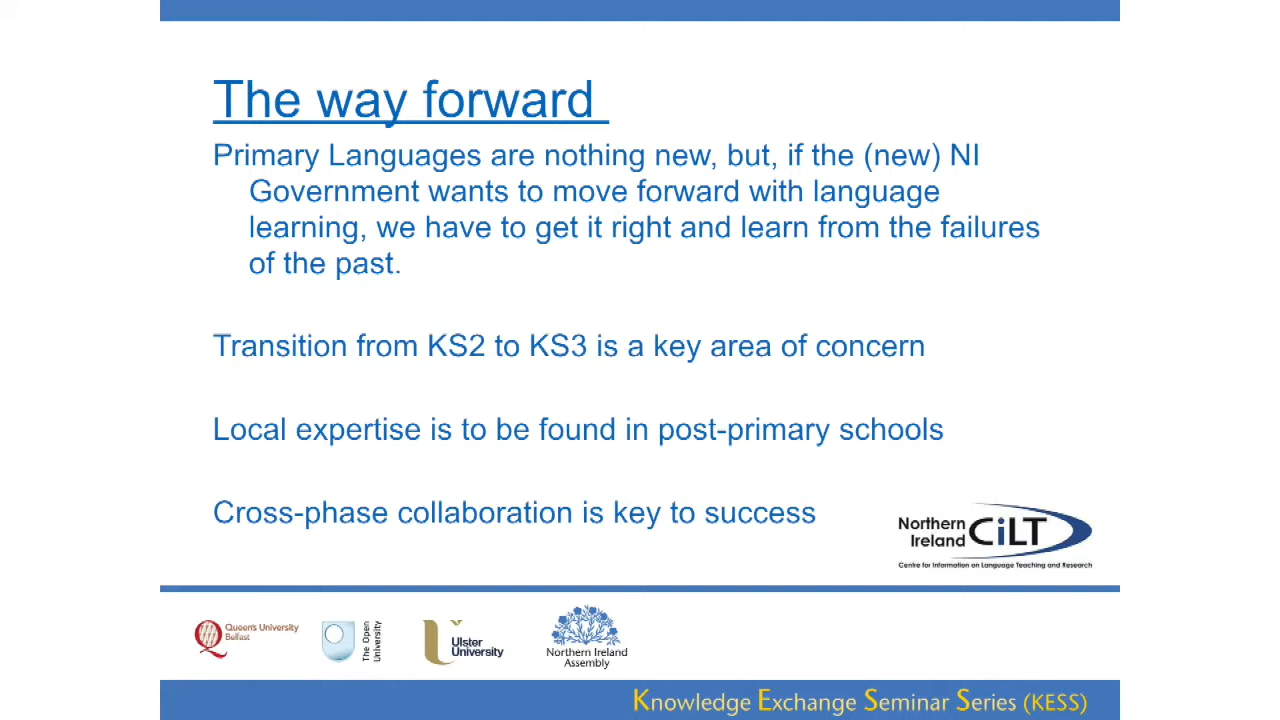 The way forward
Primary Languages are nothing new, but, if the (new) NI
Government wants to move forward with language
learning, we have to get it right and learn from the failures
of the past.
Transition from KS2 to KS3 is a key area of concern
Local expertise is to be found in post-primary schools
Cross-phase collaboration is key to success
Northern
Ireland
CiLT
Centre for Information on Language Teaching and Research
Queen's University
Belfast
The Open
University
Ulster
University
Northern Ireland
Assembly
Knowledge Exchange Seminar Series (KESS)